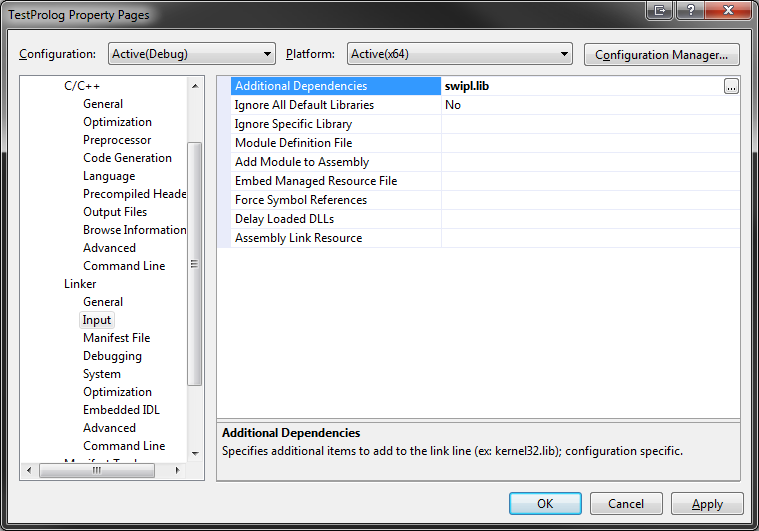 TestProlog Property Pages
Configuration: Active(Debug) Platform: Active(x64) Configuration Manager...
C/C++
General
Optimization
Preprocessor
Code Generation
Language
Precompiled Heade
Output Files
Browse Information
Advanced
Command Line
Linker
General
Input
Manifest File
Debugging
System
Optimization
Embedded IDL
Advanced
Command Line
Additional Dependencies swipl.lib ...
Ignore All Default Libraries No
Ignore Specific Library
Module Definition File
Add Module to Assembly
Embed Managed Resource File
Force Symbol References
Delay Loaded DLLs
Assembly Link Resource
Additional Dependencies
Specifies additional items to add to the link line (ex: kernel32.lib); configuration specific.
OK Cancel Apply